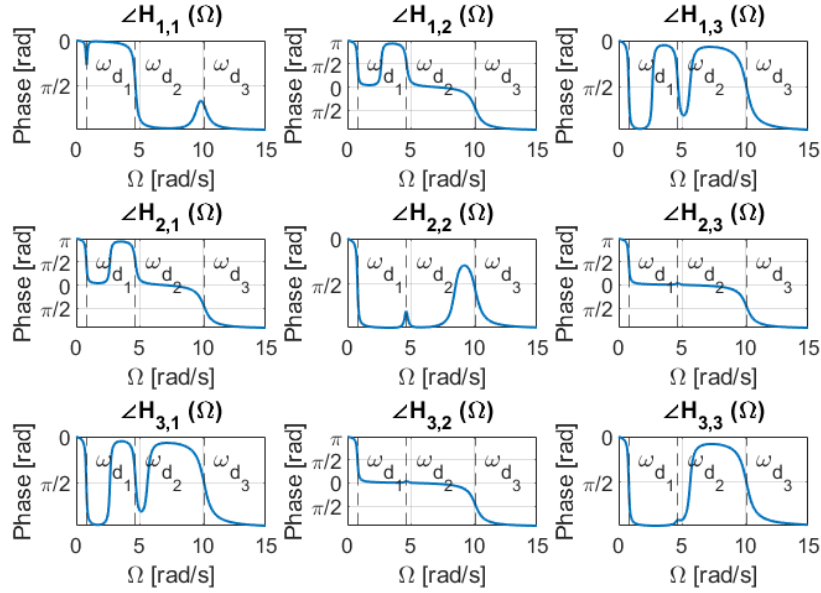 ∠H1,1 (Ω)
Phase [rad]
0
π/2
ωd1
ωd2
ωd3
0 5 10 15
Ω [rad/s]
∠H1,2 (Ω)
Phase [rad]
π
π/2
0
π/2
ωd1
ωd2
ωd3
0 5 10 15
Ω [rad/s]
∠H1,3 (Ω)
Phase [rad]
0
π/2
ωd1
ωd2
ωd3
0 5 10 15
Ω [rad/s]
∠H2,1 (Ω)
Phase [rad]
π
π/2
0
π/2
ωd1
ωd2
ωd3
0 5 10 15
Ω [rad/s]
∠H2,2 (Ω)
Phase [rad]
0
π/2
ωd1
ωd2
ωd3
0 5 10 15
Ω [rad/s]
∠H2,3 (Ω)
Phase [rad]
π
π/2
0
π/2
ωd1
ωd2
ωd3
0 5 10 15
Ω [rad/s]
∠H3,1 (Ω)
Phase [rad]
0
π/2
ωd1
ωd2
ωd3
0 5 10 15
Ω [rad/s]
∠H3,2 (Ω)
Phase [rad]
π
π/2
0
π/2
ωd1
ωd2
ωd3
0 5 10 15
Ω [rad/s]
∠H3,3 (Ω)
Phase [rad]
0
π/2
ωd1
ωd2
ωd3
0 5 10 15
Ω [rad/s]